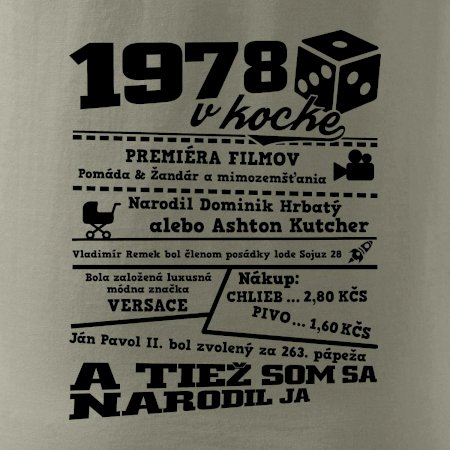 1978
v kocke
PREMIÉRA FILMOV
Pomáda & Žandár a mimozemšťania
Narodil Dominik Hrbatý
alebo Ashton Kutcher
Vladimír Remek bol členom posádky lode Sojuz 28
Bola založená luxusná
módna značka
VERSACE
Nákup:
CHLIEB ... 2,80 KČS
PIVO ... 1,60 KČS
Ján Pavol II. bol zvolený za 263. pápeža
A TIEŽ SOM SA
NARODIL JA